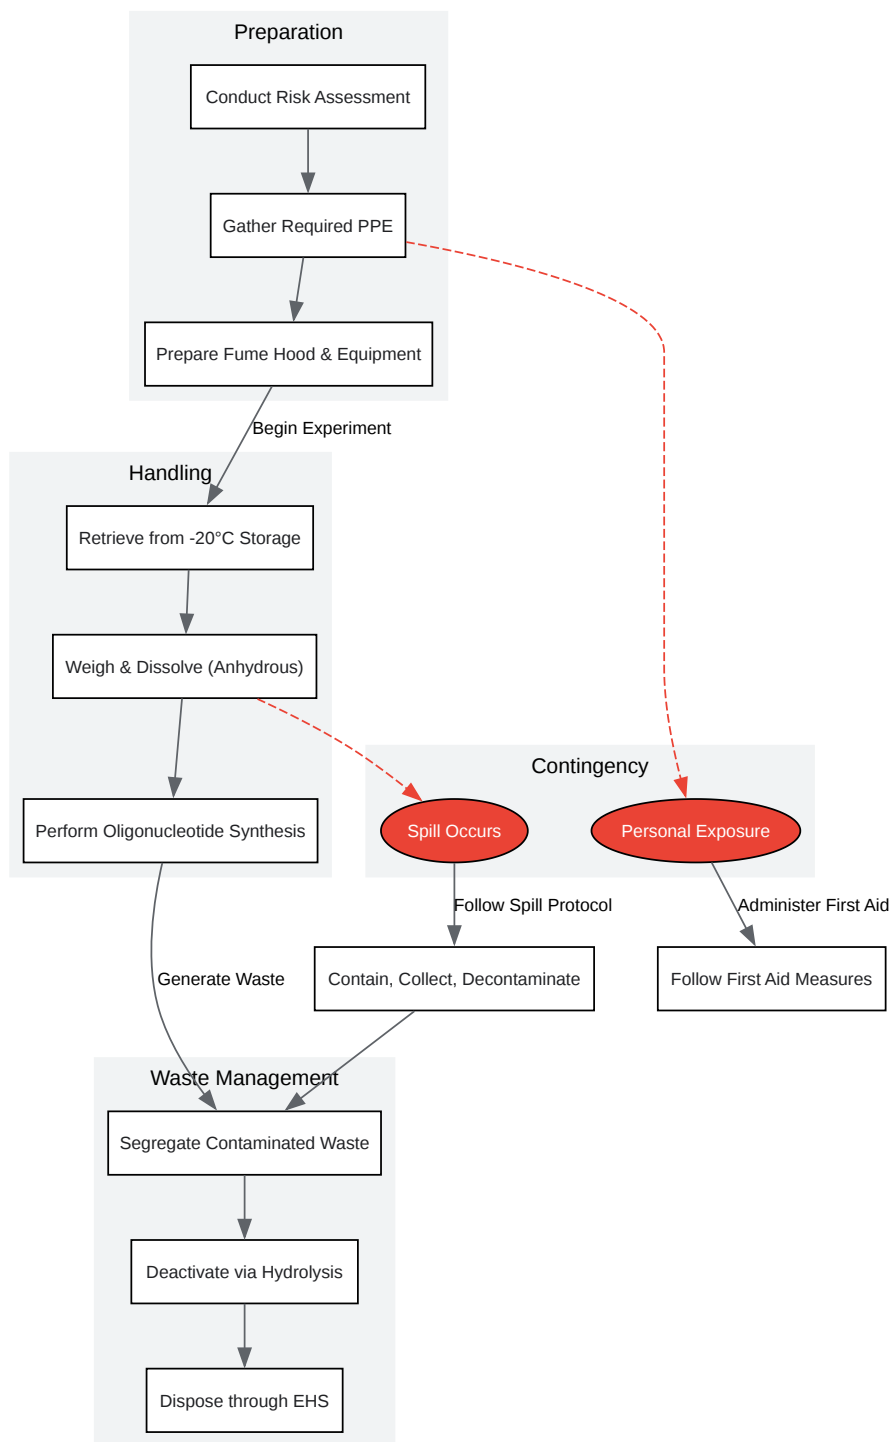 Preparation
Conduct Risk Assessment
Gather Required PPE
Prepare Fume Hood & Equipment
Begin Experiment
Handling
Retrieve from -20°C Storage
Weigh & Dissolve (Anhydrous)
Perform Oligonucleotide Synthesis
Contingency
Spill Occurs
Personal Exposure
Follow Spill Protocol
Administer First Aid
Generate Waste
Contain, Collect, Decontaminate
Follow First Aid Measures
Waste Management
Segregate Contaminated Waste
Deactivate via Hydrolysis
Dispose through EHS